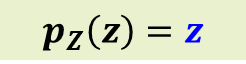 p_Z(z) = z